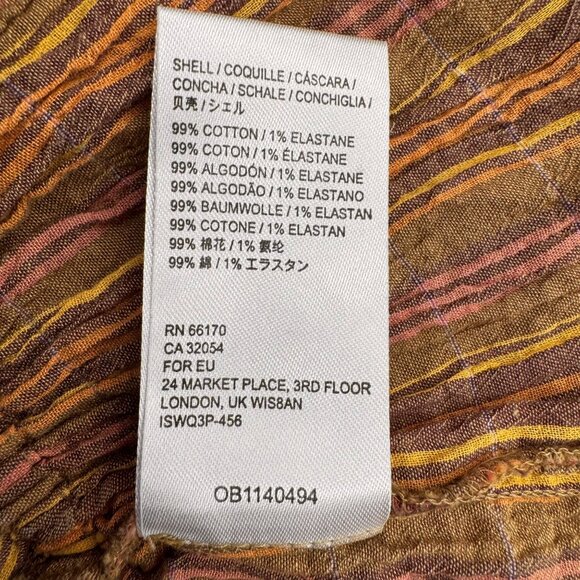 SHELL / COQUILLE / CÁSCARA /
CONCHA / SCHALE / CONCHIGLIA /
贝壳 / シェル
99% COTTON / 1% ELASTANE
99% COTON / 1% ÉLASTANE
99% ALGODÓN / 1% ELASTANE
99% ALGODÃO / 1% ELASTANO
99% BAUMWOLLE / 1% ELASTAN
99% COTONE / 1% ELASTAN
99% 棉花 / 1% 氨纶
99% 綿 / 1% エラスタン
RN 66170
CA 32054
FOR EU
24 MARKET PLACE, 3RD FLOOR
LONDON, UK WIS8AN
ISWQ3P-456
OB1140494